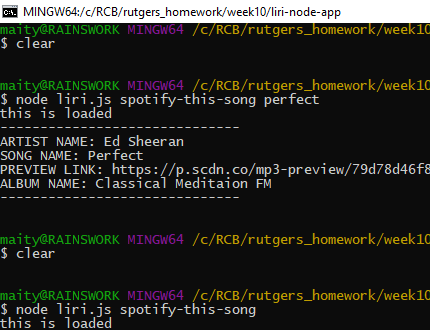 MINGW64:/c/RCB/rutgers_homework/week10/liri-node-app
maity@RAINSWORK MINGW64 /c/RCB/rutgers_homework/week10
$ clear
maity@RAINSWORK MINGW64 /c/RCB/rutgers_homework/week10
$ node liri.js spotify-this-song perfect
this is loaded
------------------------------
ARTIST NAME: Ed Sheeran
SONG NAME: Perfect
PREVIEW LINK: https://p.scdn.co/mp3-preview/79d78d46f8
ALBUM NAME: Classical Meditaion FM
------------------------------
maity@RAINSWORK MINGW64 /c/RCB/rutgers_homework/week10
$ clear
maity@RAINSWORK MINGW64 /c/RCB/rutgers_homework/week10
$ node liri.js spotify-this-song
this is loaded